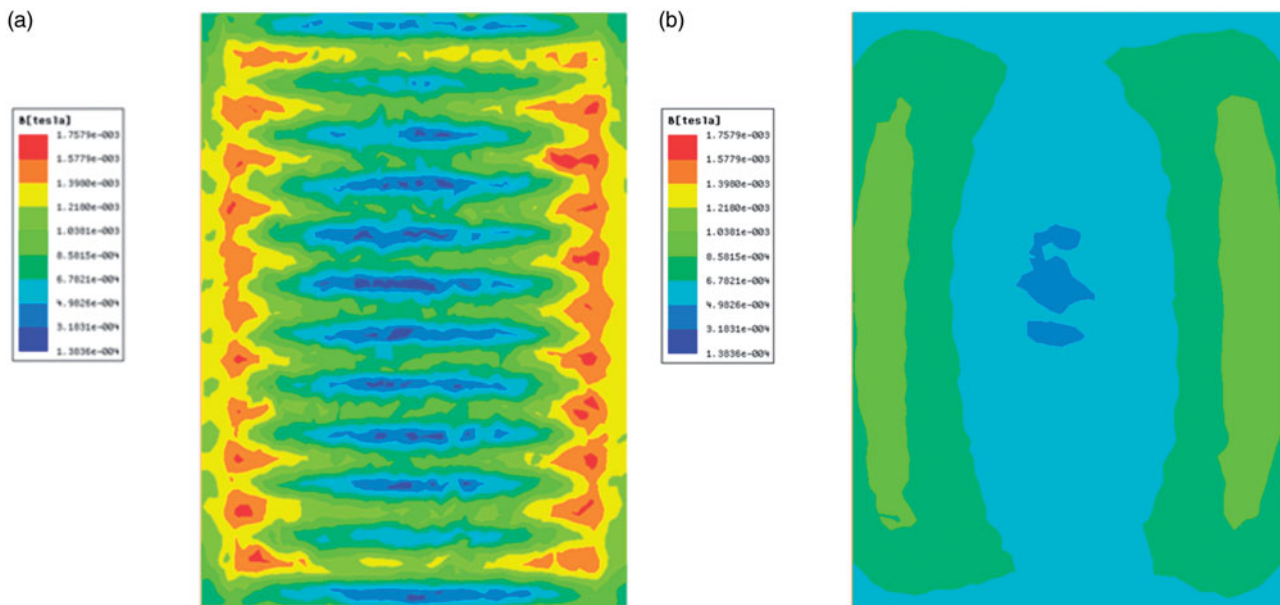 (a)
B[tesla]
1.7579e-003
1.5779e-003
1.3980e-003
1.2180e-003
1.0381e-003
8.5815e-004
6.7821e-004
4.9826e-004
3.1831e-004
1.3836e-004
(b)
B[tesla]
1.7579e-003
1.5779e-003
1.3980e-003
1.2180e-003
1.0381e-003
8.5815e-004
6.7821e-004
4.9826e-004
3.1831e-004
1.3836e-004